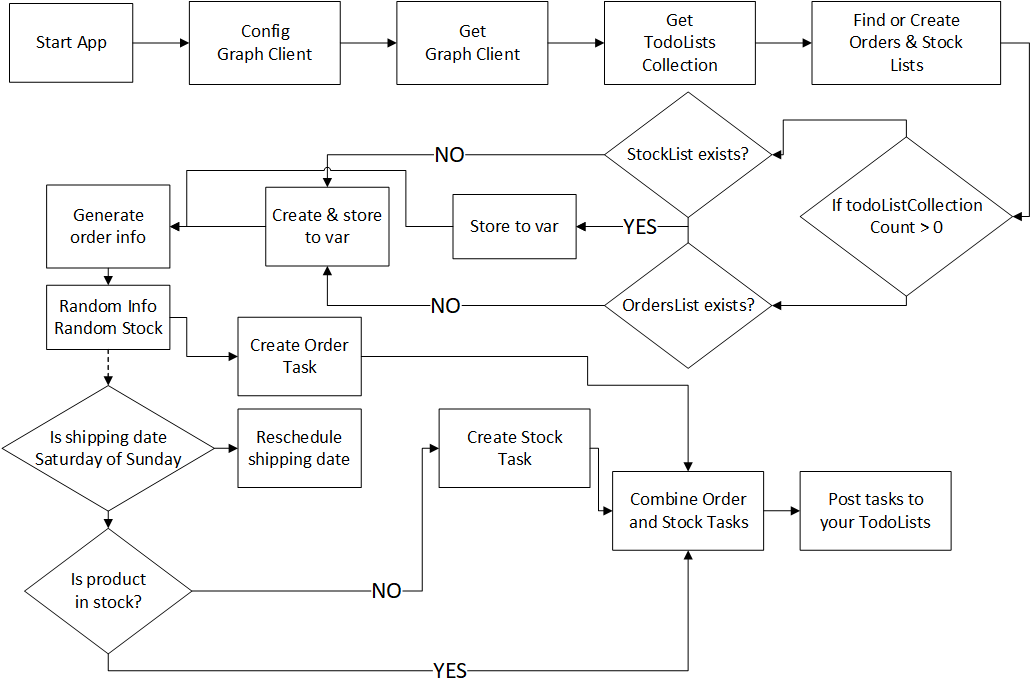 Start App
Config
Graph Client
Get
Graph Client
Get
TodoLists
Collection
Find or Create
Orders & Stock
Lists
StockList exists?
NO
If todoListCollection
Count > 0
Generate
order info
Create & store
to var
Store to var
YES
OrdersList exists?
NO
Random Info
Random Stock
Create Order
Task
Is shipping date
Saturday of Sunday
Reschedule
shipping date
Create Stock
Task
Combine Order
and Stock Tasks
Post tasks to
your TodoLists
Is product
in stock?
NO
YES